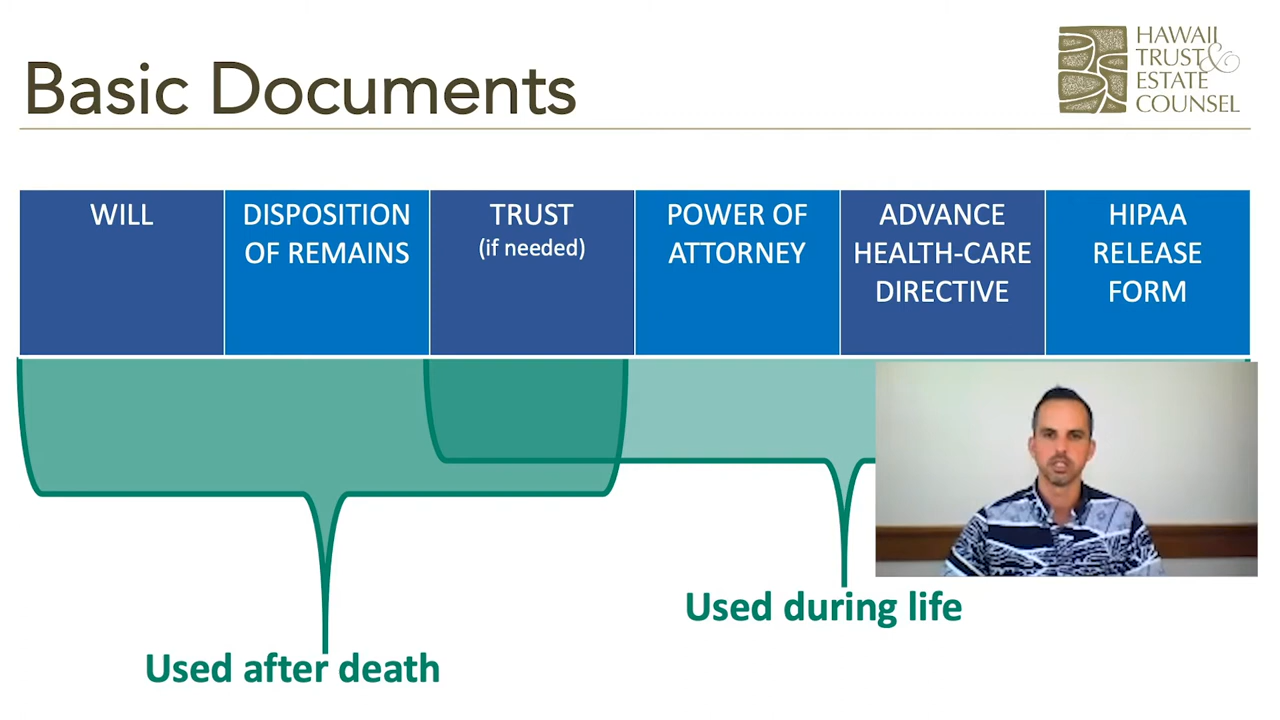 Basic Documents
HAWAII
TRUST &
ESTATE
COUNSEL
WILL
DISPOSITION
OF REMAINS
TRUST
(if needed)
POWER OF
ATTORNEY
ADVANCE
HEALTH-CARE
DIRECTIVE
HIPAA
RELEASE
FORM
Used during life
Used after death